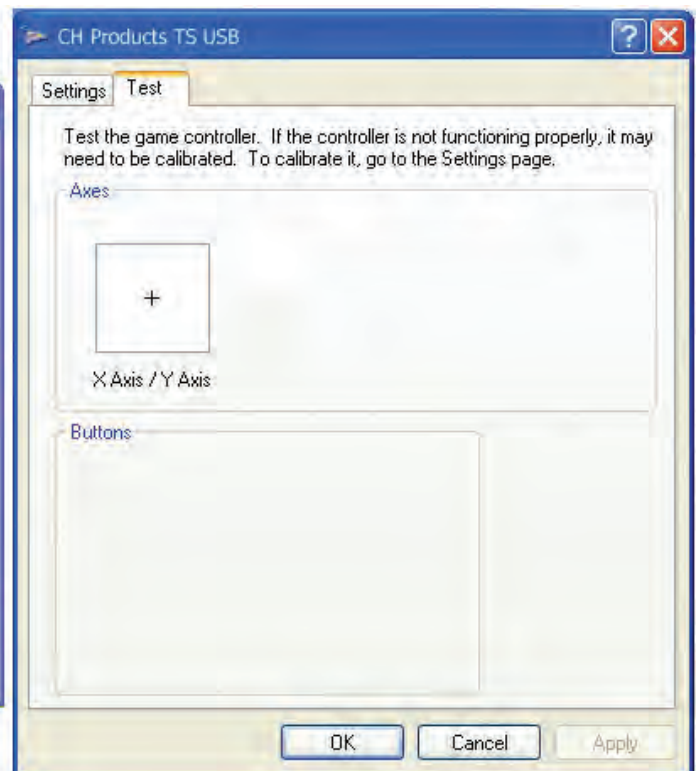 CH Products TS USB
Settings Test
Test the game controller. If the controller is not functioning properly, it may
need to be calibrated. To calibrate it, go to the Settings page.
Axes
X Axis / Y Axis
Buttons
OK Cancel Apply